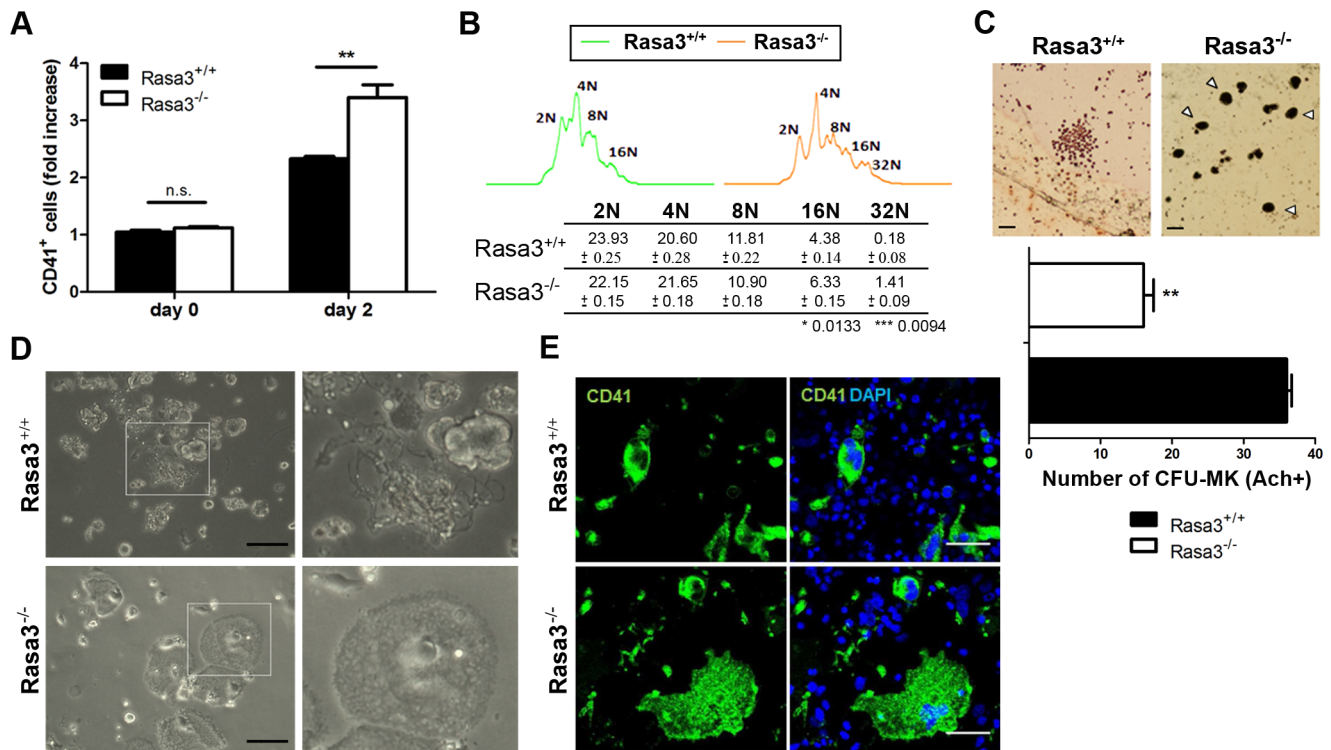 A
CD41⁺ cells (fold increase)
4
3
2
1
0
Rasa3⁺/⁺
Rasa3⁻/⁻
n.s.
**
day 0
day 2
B
Rasa3⁺/⁺
Rasa3⁻/⁻
2N
4N
8N
16N
2N
4N
8N
16N
32N
2N 4N 8N 16N 32N
Rasa3⁺/⁺
23.93 20.60 11.81 4.38 0.18
± 0.25 ± 0.28 ± 0.22 ± 0.14 ± 0.08
Rasa3⁻/⁻
22.15 21.65 10.90 6.33 1.41
± 0.15 ± 0.18 ± 0.18 ± 0.15 ± 0.09
* 0.0133 *** 0.0094
C
Rasa3⁺/⁺
Rasa3⁻/⁻
**
0 10 20 30 40
Number of CFU-MK (Ach+)
Rasa3⁺/⁺
Rasa3⁻/⁻
D
Rasa3⁺/⁺
Rasa3⁻/⁻
E
Rasa3⁺/⁺
Rasa3⁻/⁻
CD41
CD41 DAPI